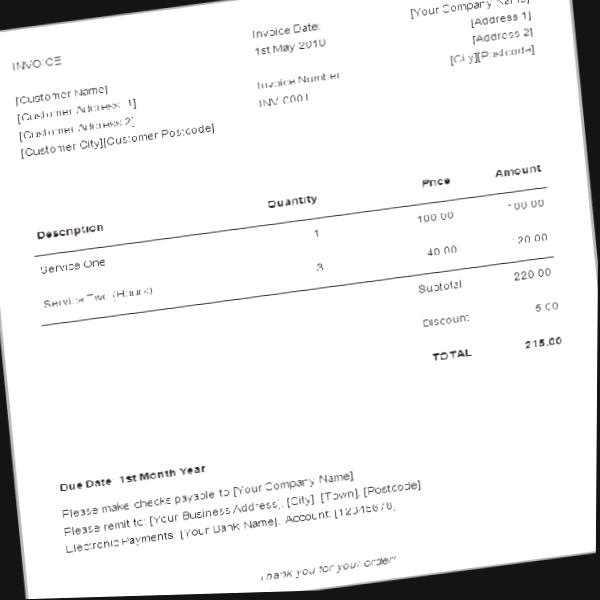 INVOICE
Invoice Date:
1st May 2010
[Your Company Name]
[Address 1]
[Address 2]
[City][Postcode]
Invoice Number
INV 0001
[Customer Name]
[Customer Address 1]
[Customer Address 2]
[Customer City][Customer Postcode]
Description Quantity Price Amount
Service One 1 100.00 100.00
Service Two (Hours) 3 40.00 120.00
Subtotal 220.00
Discount 5.00
TOTAL 215.00
Due Date: 1st Month Year
Please make checks payable to [Your Company Name]
Please remit to: [Your Business Address], [City], [Town], [Postcode]
Electronic Payments: [Your Bank Name], Account: [12345678]
Thank you for your order!